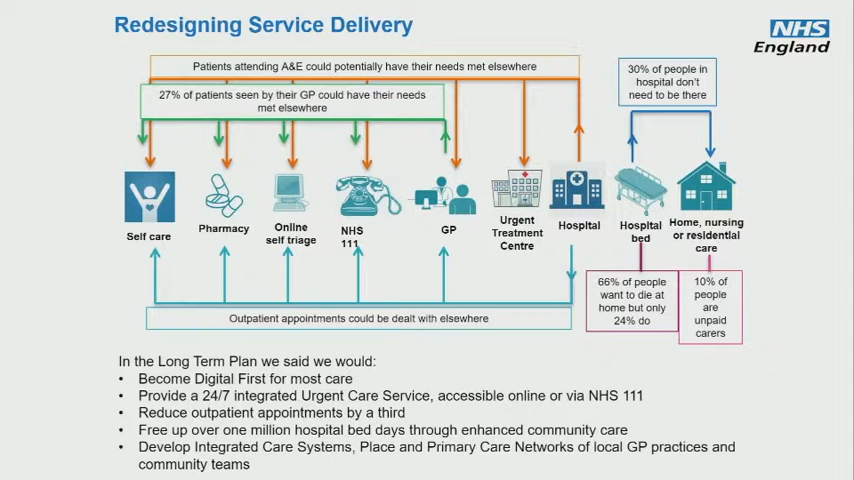 Redesigning Service Delivery
NHS
England
Patients attending A&E could potentially have their needs met elsewhere
27% of patients seen by their GP could have their needs
met elsewhere
30% of people in
hospital don't
need to be there
Self care
Pharmacy
Online
self triage
NHS
111
GP
Urgent
Treatment
Centre
Hospital
Hospital
bed
Home, nursing
or residential
care
Outpatient appointments could be dealt with elsewhere
66% of people
want to die at
home but only
24% do
10% of
people
are
unpaid
carers
In the Long Term Plan we said we would:
• Become Digital First for most care
• Provide a 24/7 integrated Urgent Care Service, accessible online or via NHS 111
• Reduce outpatient appointments by a third
• Free up over one million hospital bed days through enhanced community care
• Develop Integrated Care Systems, Place and Primary Care Networks of local GP practices and
community teams